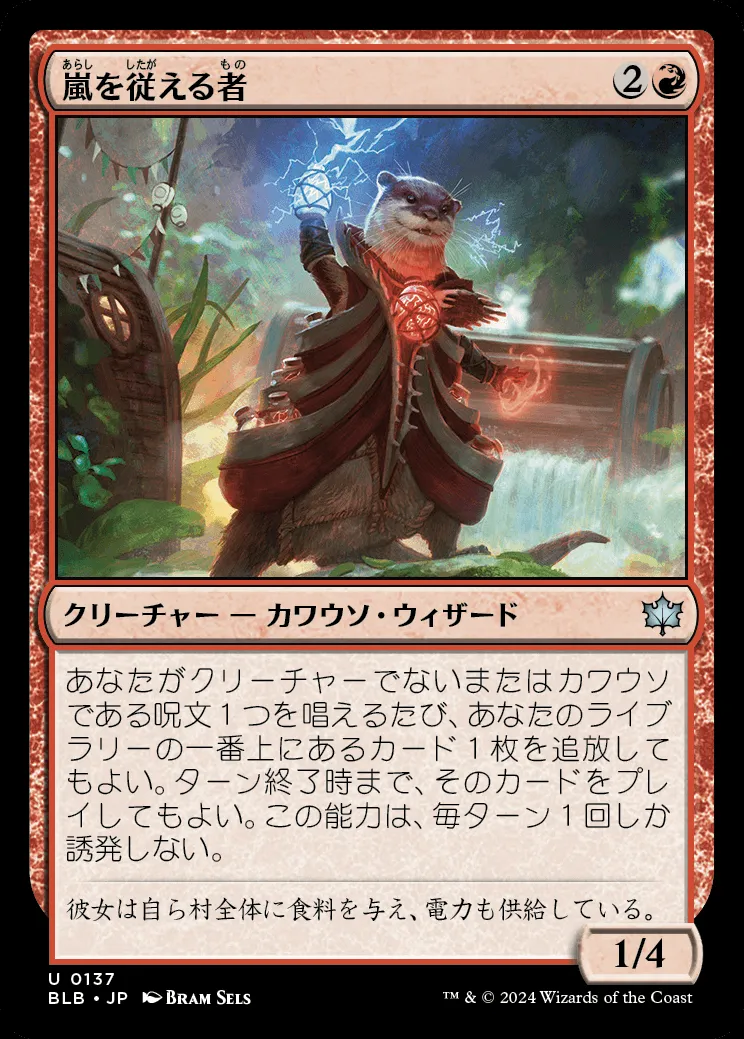 あらし したが もの
嵐を従える者
2
クリーチャー — カワウソ・ウィザード
あなたがクリーチャーでないまたはカワウソ
である呪文１つを唱えるたび、あなたのライブ
ラリーの一番上にあるカード１枚を追放して
もよい。ターン終了時まで、そのカードをプレ
イしてもよい。この能力は、毎ターン１回しか
誘発しない。
彼女は自ら村全体に食料を与え、電力も供給している。
1/4
U 0137
BLB • JP Bram Sels
™ & © 2024 Wizards of the Coast